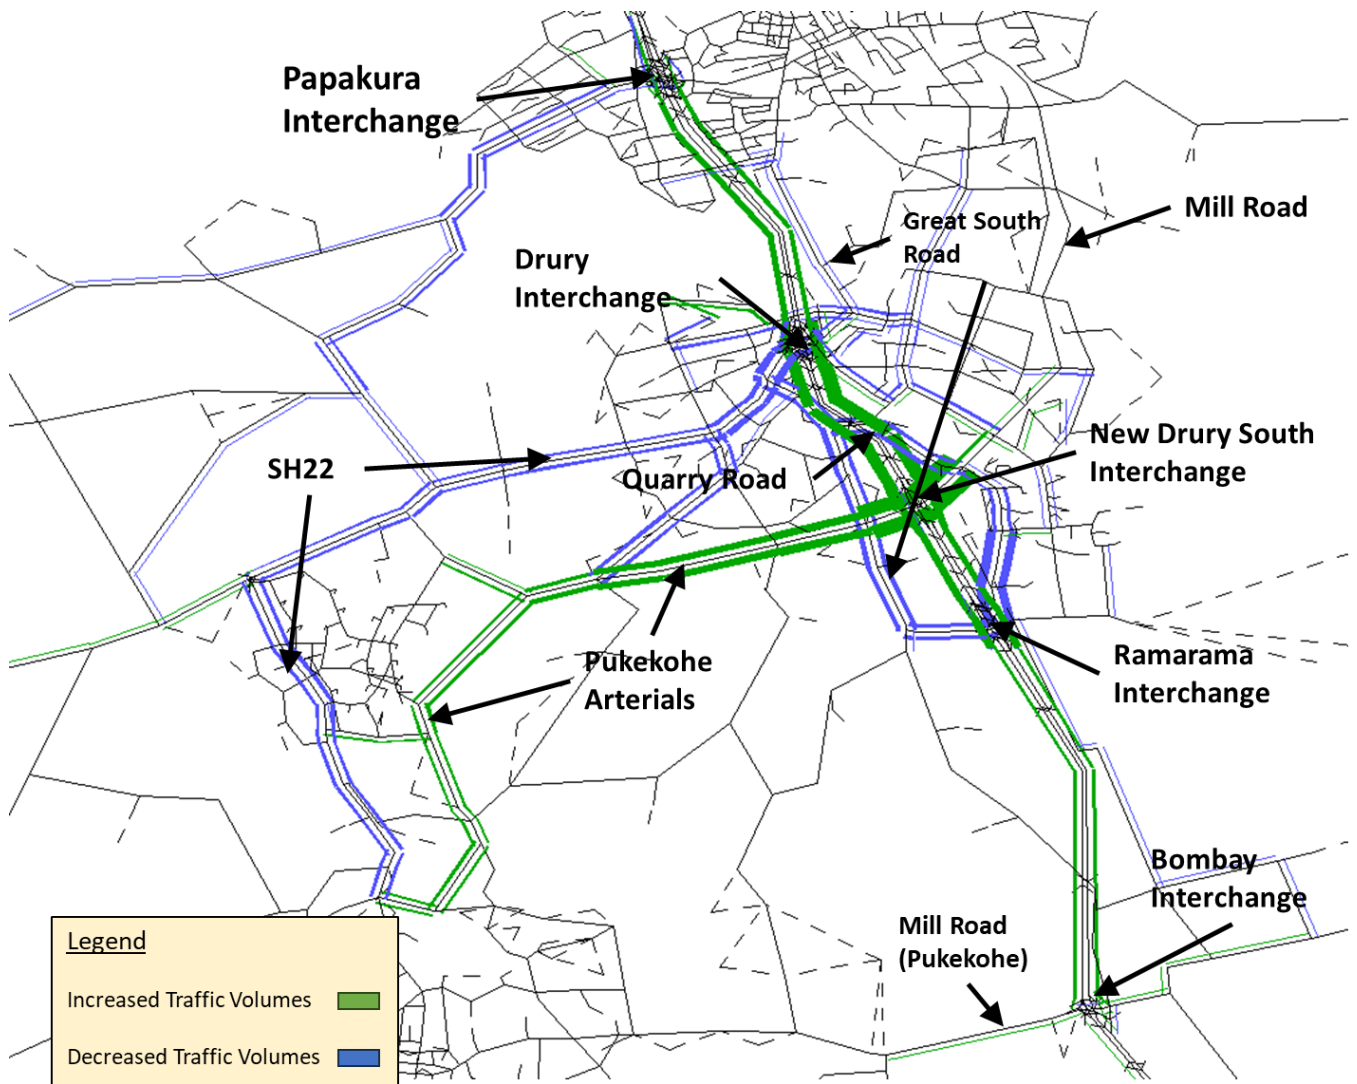 Papakura
Interchange
Mill Road
Great South
Road
Drury
Interchange
New Drury South
Interchange
SH22
Quarry Road
Ramarama
Interchange
Pukekohe
Arterials
Bombay
Interchange
Mill Road
(Pukekohe)
Legend
Increased Traffic Volumes
Decreased Traffic Volumes